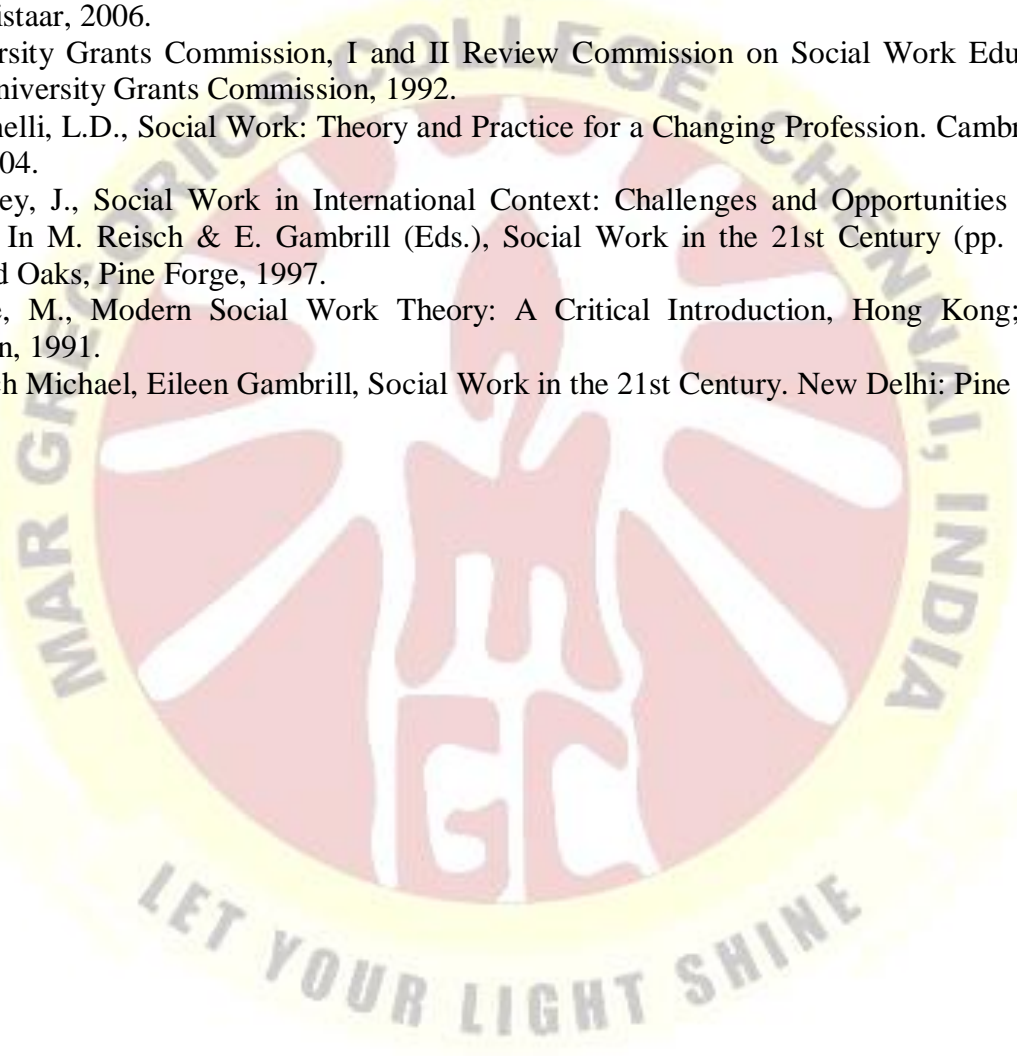 istaar, 2006.
rsity Grants Commission, I and II Review Commission on Social Work Edu
niversity Grants Commission, 1992.
nelli, L.D., Social Work: Theory and Practice for a Changing Profession. Cambr
04.
ey, J., Social Work in International Context: Challenges and Opportunities
In M. Reisch & E. Gambrill (Eds.), Social Work in the 21st Century (pp.
d Oaks, Pine Forge, 1997.
e, M., Modern Social Work Theory: A Critical Introduction, Hong Kong;
n, 1991.
ch Michael, Eileen Gambrill, Social Work in the 21st Century. New Delhi: Pine
MAR GREGORIOS COLLEGE, CHENNAI, INDIA
MGC
LET YOUR LIGHT SHINE